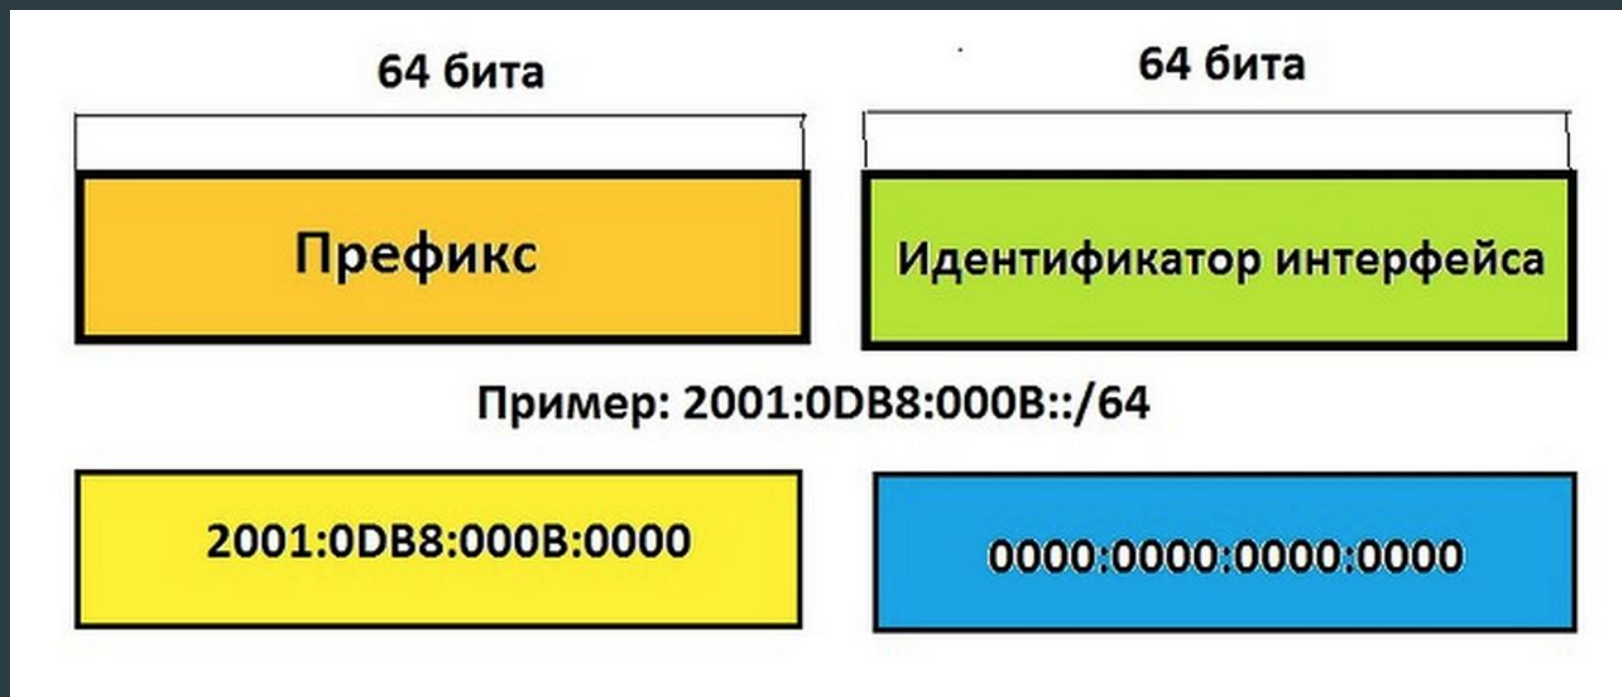 64 бита
64 бита
Префикс
Идентификатор интерфейса
Пример: 2001:0DB8:000B::/64
2001:0DB8:000B:0000
0000:0000:0000:0000